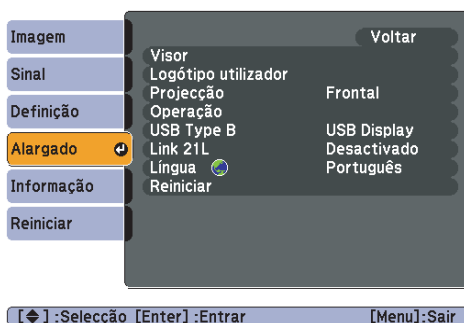 Imagem
Sinal
Definição
Alargado
Informação
Reiniciar
Voltar
Visor
Logótipo utilizador
Projecção Frontal
Operação
USB Type B USB Display
Link 21L Desactivado
Língua Português
Reiniciar
[◆] :Selecção [Enter] :Entrar [Menu]:Sair